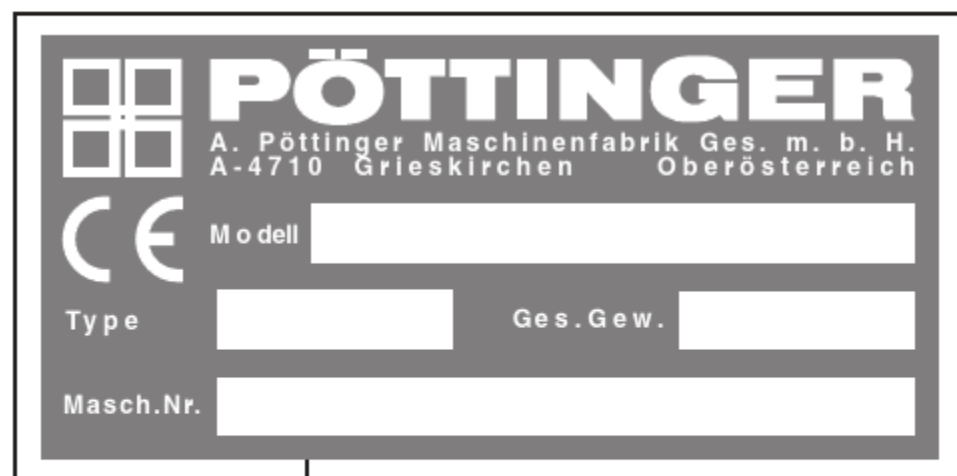 PÖTTINGER
A. Pöttinger Maschinenfabrik Ges. m. b. H.
A-4710 Grieskirchen Oberösterreich
CE Modell
Type Ges.Gew.
Masch.Nr.